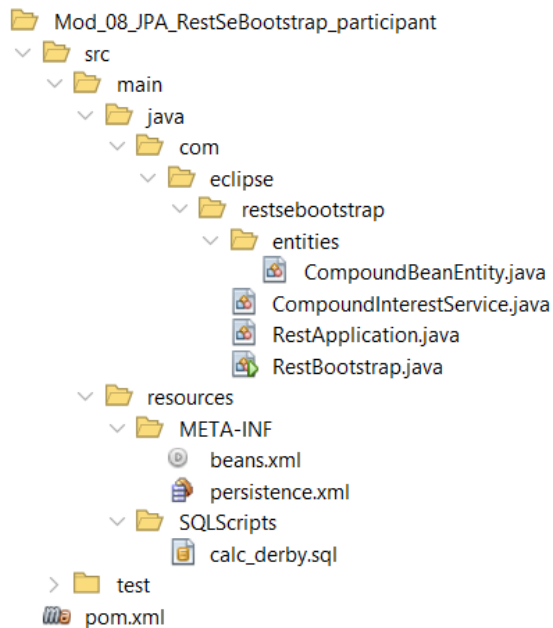 Mod_08_JPA_RestSeBootstrap_participant
src
main
java
com
eclipse
restsebootstrap
entities
CompoundBeanEntity.java
CompoundInterestService.java
RestApplication.java
RestBootstrap.java
resources
META-INF
beans.xml
persistence.xml
SQLScripts
calc_derby.sql
test
pom.xml